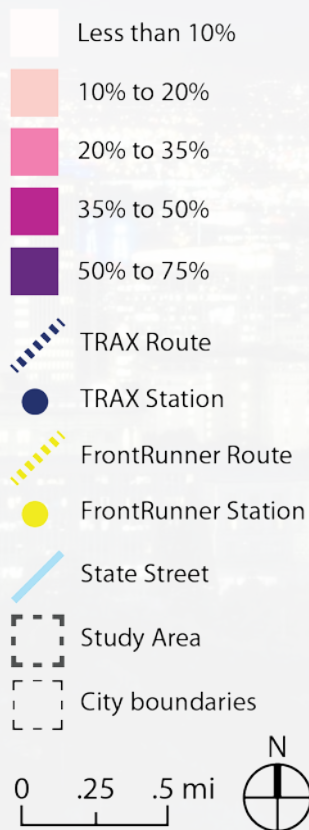 Less than 10%
10% to 20%
20% to 35%
35% to 50%
50% to 75%
TRAX Route
TRAX Station
FrontRunner Route
FrontRunner Station
State Street
Study Area
City boundaries
N
0 .25 .5 mi